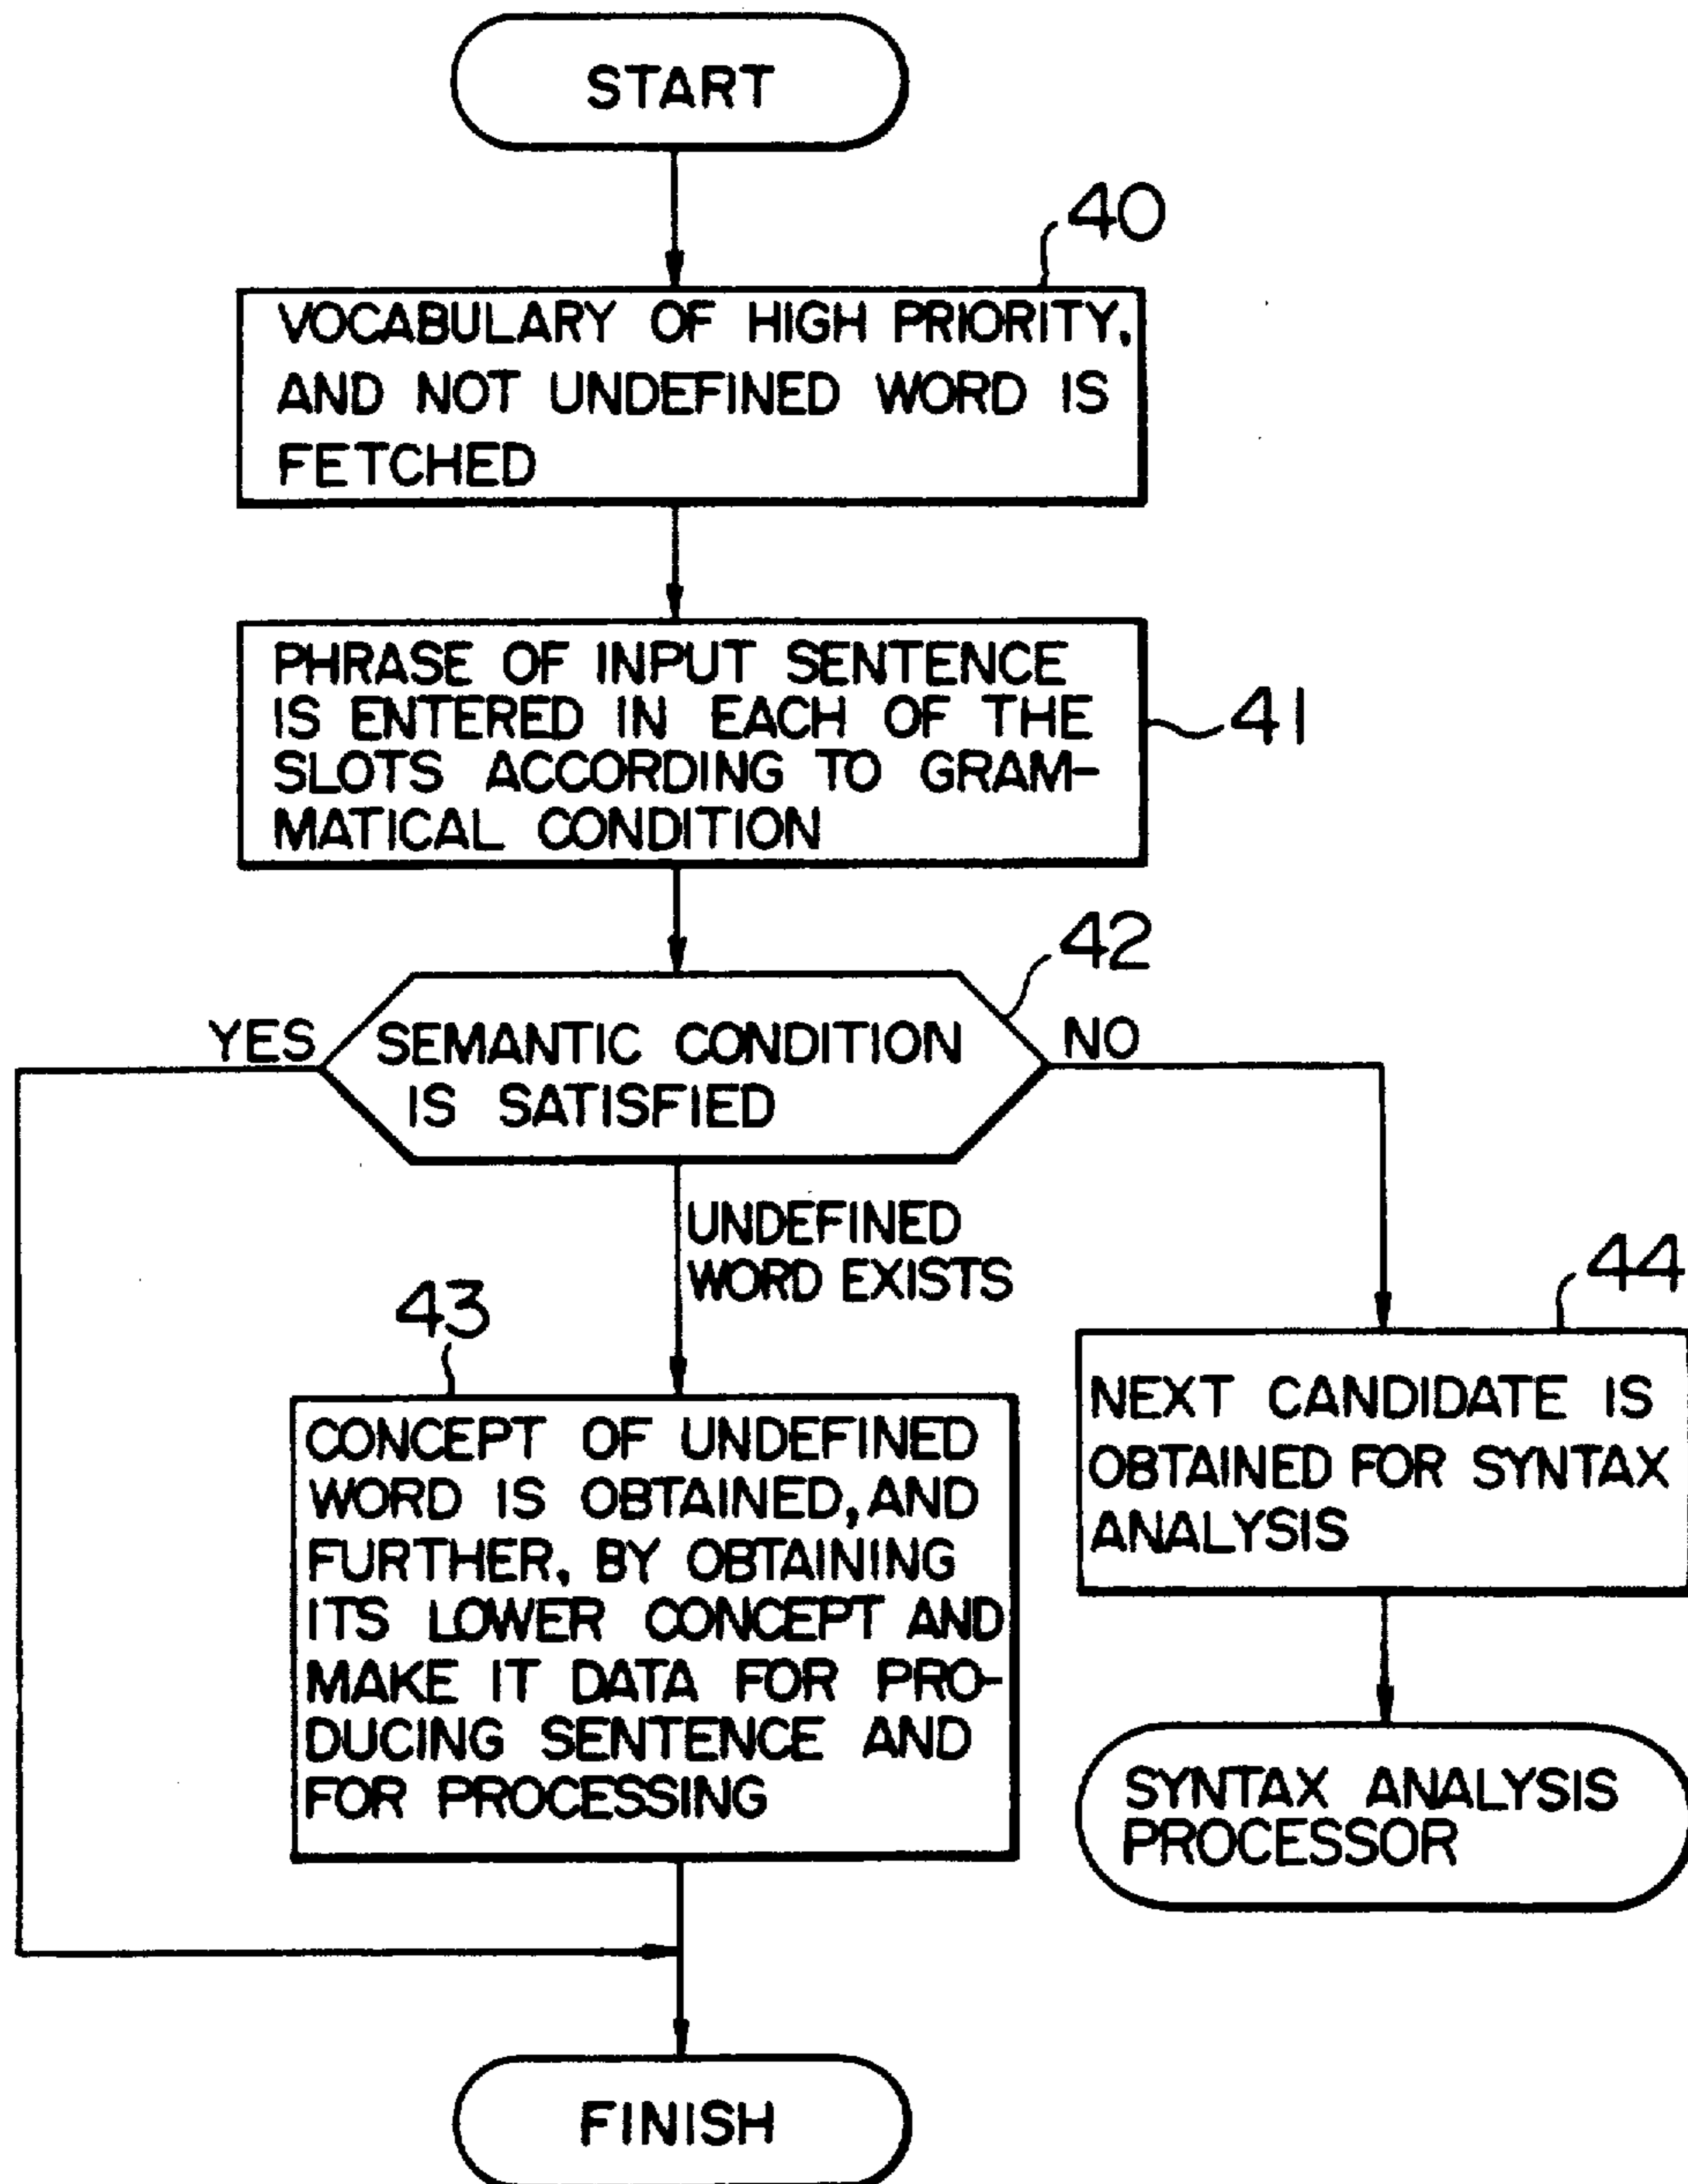 START
40
VOCABULARY OF HIGH PRIORITY,
AND NOT UNDEFINED WORD IS
FETCHED
PHRASE OF INPUT SENTENCE
IS ENTERED IN EACH OF THE
SLOTS ACCORDING TO GRAM-
MATICAL CONDITION
41
42
YES
SEMANTIC CONDITION
IS SATISFIED
NO
UNDEFINED
WORD EXISTS
43
CONCEPT OF UNDEFINED
WORD IS OBTAINED, AND
FURTHER, BY OBTAINING
ITS LOWER CONCEPT AND
MAKE IT DATA FOR PRO-
DUCING SENTENCE AND
FOR PROCESSING
44
NEXT CANDIDATE IS
OBTAINED FOR SYNTAX
ANALYSIS
SYNTAX ANALYSIS
PROCESSOR
FINISH